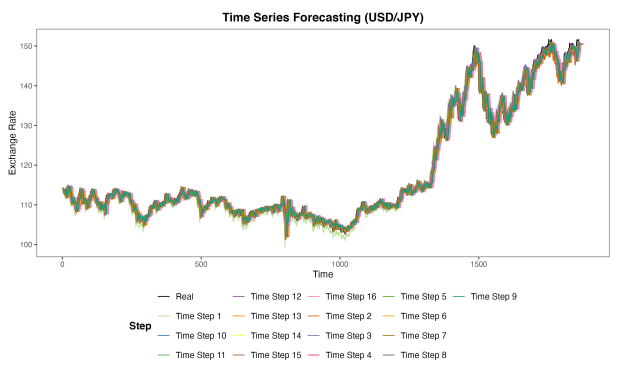 Time Series Forecasting (USD/JPY)
150
140
130
120
110
100
Exchange Rate
0 500 1000 1500
Time
Step
Real Time Step 12 Time Step 16 Time Step 5 Time Step 9
Time Step 1 Time Step 13 Time Step 2 Time Step 6
Time Step 10 Time Step 14 Time Step 3 Time Step 7
Time Step 11 Time Step 15 Time Step 4 Time Step 8